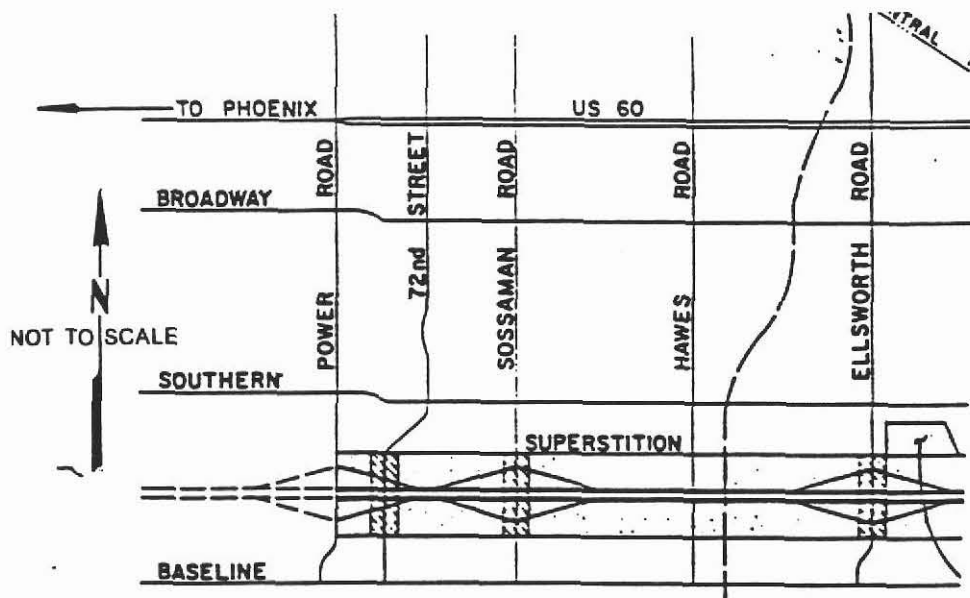 NTRAL
TO PHOENIX
US 60
POWER ROAD
72nd STREET
SOSSAMAN ROAD
HAWES ROAD
ELLSWORTH ROAD
BROADWAY
N
NOT TO SCALE
SOUTHERN
SUPERSTITION
BASELINE